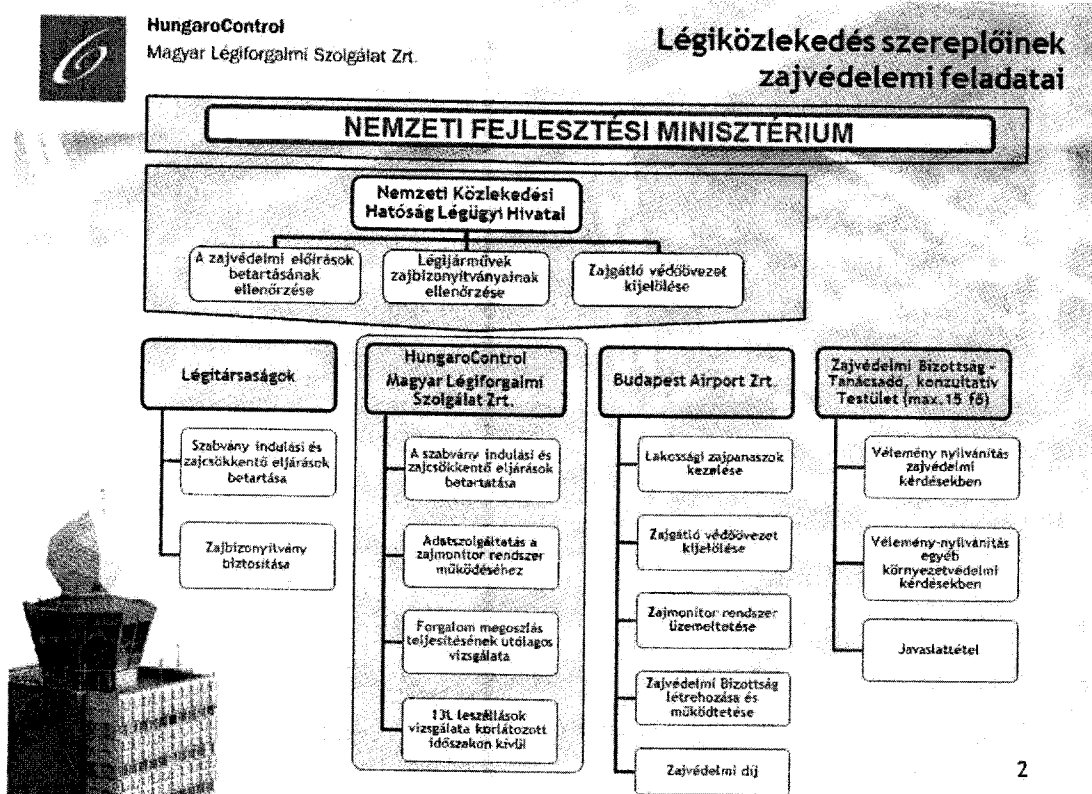 HungaroControl
Magyar Légiforgalmi Szolgálat Zrt.
Légiközlekedés szereplőinek
zajvédelmi feladatai
NEMZETI FEJLESZTÉSI MINISZTÉRIUM
Nemzeti Közlekedési
Hatóság Légügyi Hivatal
A zajvédelmi előírások
betartásának
ellenőrzése
Légijárművek
zajbizonyítványainak
ellenőrzése
Zajgátló védőövezet
kijelölése
Légitársaságok
Szabvány indulási és
zajcsökkentő eljárások
betartása
Zajbizonyítvány
biztosítása
HungaroControl
Magyar Légiforgalmi
Szolgálat Zrt.
A szabvány indulási és
zajcsökkentő eljárások
betartatása
Adatszolgáltatás a
zajmonitor rendszer
működéséhez
Forgalom megoszlás
teljesítésének utólagos
vizsgálata
13L leszállások
vizsgálata korlátozott
időszakon kívül
Budapest Airport Zrt.
Lakossági zajpanaszok
kezelése
Zajgátló védőövezet
kijelölése
Zajmonitor rendszer
üzemeltetése
Zajvédelmi Bizottság
létrehozása és
működtetése
Zajvédelmi díj
Zajvédelmi Bizottság -
Tanácsadó, konzultatív
Testület (max. 15 fő)
Vélemény nyilvánítás
zajvédelmi
kérdésekben
Vélemény-nyilvánítás
egyéb
környezetvédelmi
kérdésekben
Javaslattétel
2